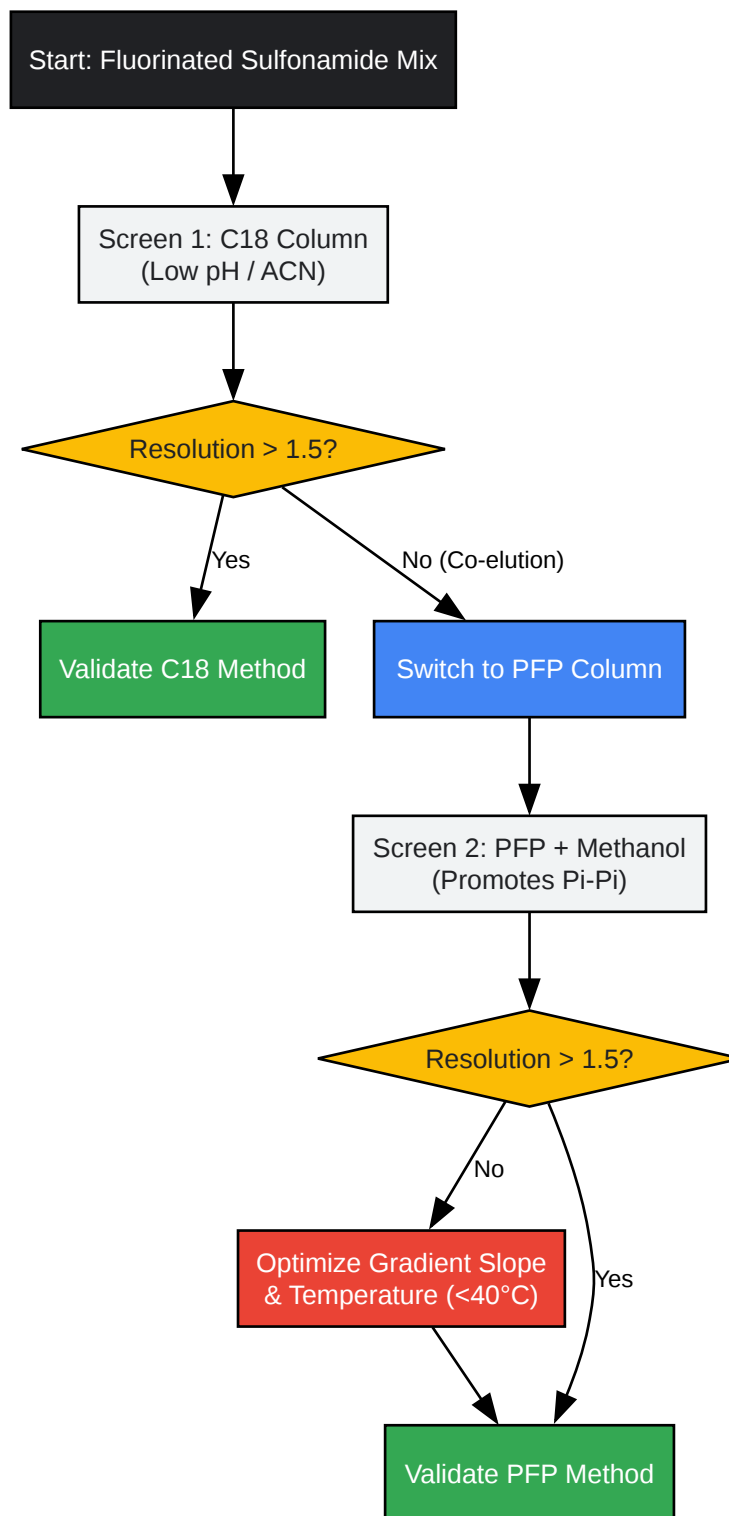 Start: Fluorinated Sulfonamide Mix
Screen 1: C18 Column
(Low pH / ACN)
Resolution > 1.5?
Yes
No (Co-elution)
Validate C18 Method
Switch to PFP Column
Screen 2: PFP + Methanol
(Promotes Pi-Pi)
Resolution > 1.5?
No
Optimize Gradient Slope
& Temperature (<40°C)
Yes
Validate PFP Method